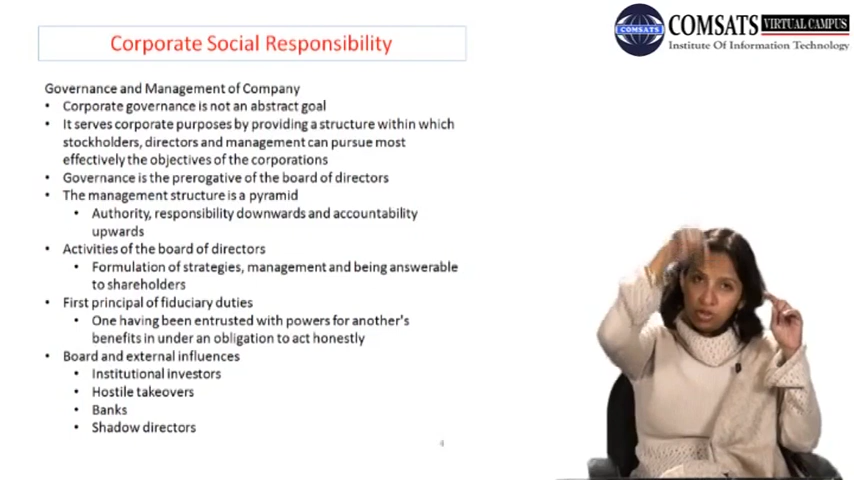 Corporate Social Responsibility
COMSATS VIRTUAL CAMPUS
Institute Of Information Technology
COMSATS
Governance and Management of Company
• Corporate governance is not an abstract goal
• It serves corporate purposes by providing a structure within which
stockholders, directors and management can pursue most
effectively the objectives of the corporations
• Governance is the prerogative of the board of directors
• The management structure is a pyramid
• Authority, responsibility downwards and accountability
upwards
• Activities of the board of directors
• Formulation of strategies, management and being answerable
to shareholders
• First principal of fiduciary duties
• One having been entrusted with powers for another's
benefits in under an obligation to act honestly
• Board and external influences
• Institutional investors
• Hostile takeovers
• Banks
• Shadow directors
4